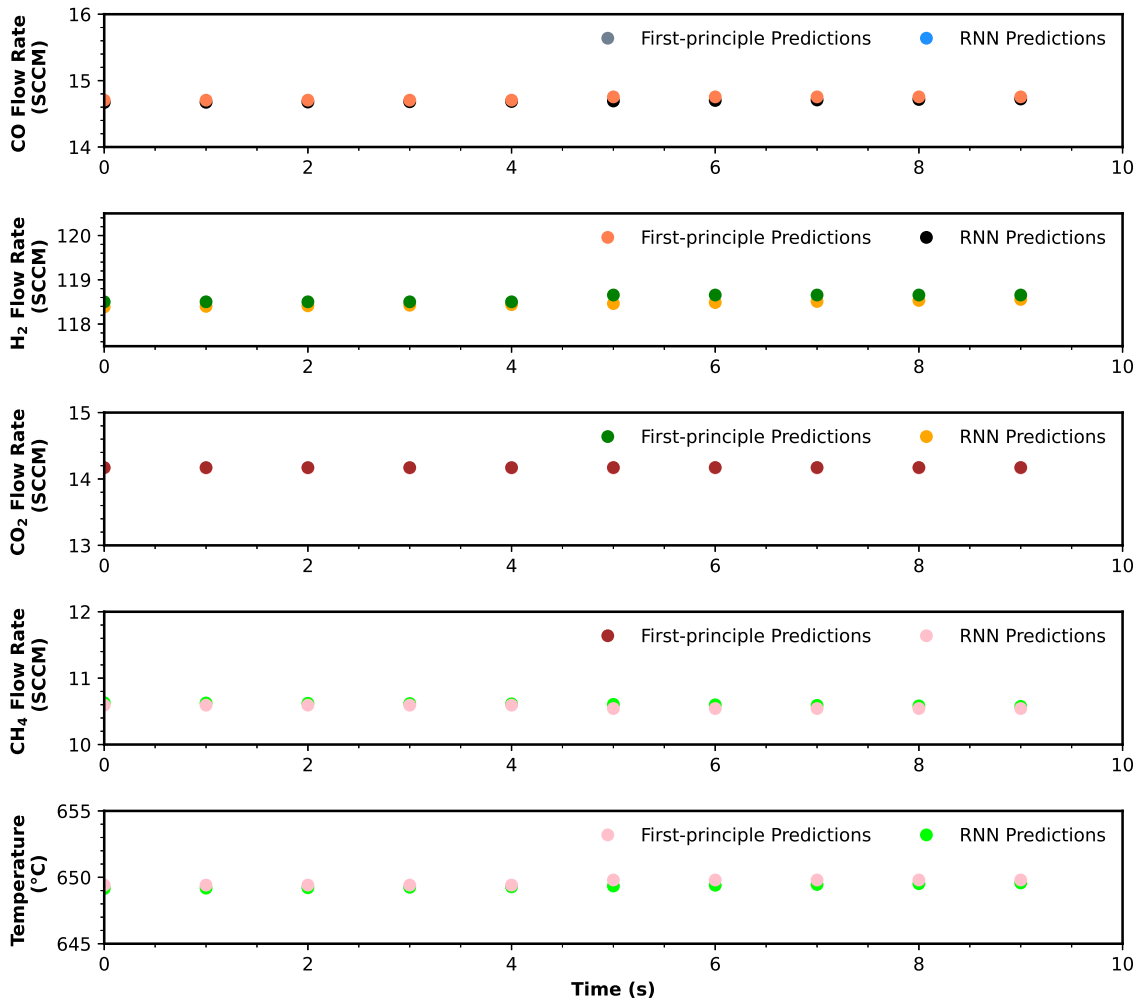 16
15
14
CO Flow Rate
(SCCM)
First-principle Predictions RNN Predictions
0 2 4 6 8 10
120
119
118
H₂ Flow Rate
(SCCM)
First-principle Predictions RNN Predictions
0 2 4 6 8 10
15
14
13
CO₂ Flow Rate
(SCCM)
First-principle Predictions RNN Predictions
0 2 4 6 8 10
12
11
10
CH₄ Flow Rate
(SCCM)
First-principle Predictions RNN Predictions
0 2 4 6 8 10
655
650
645
Temperature
(°C)
First-principle Predictions RNN Predictions
0 2 4 6 8 10
Time (s)